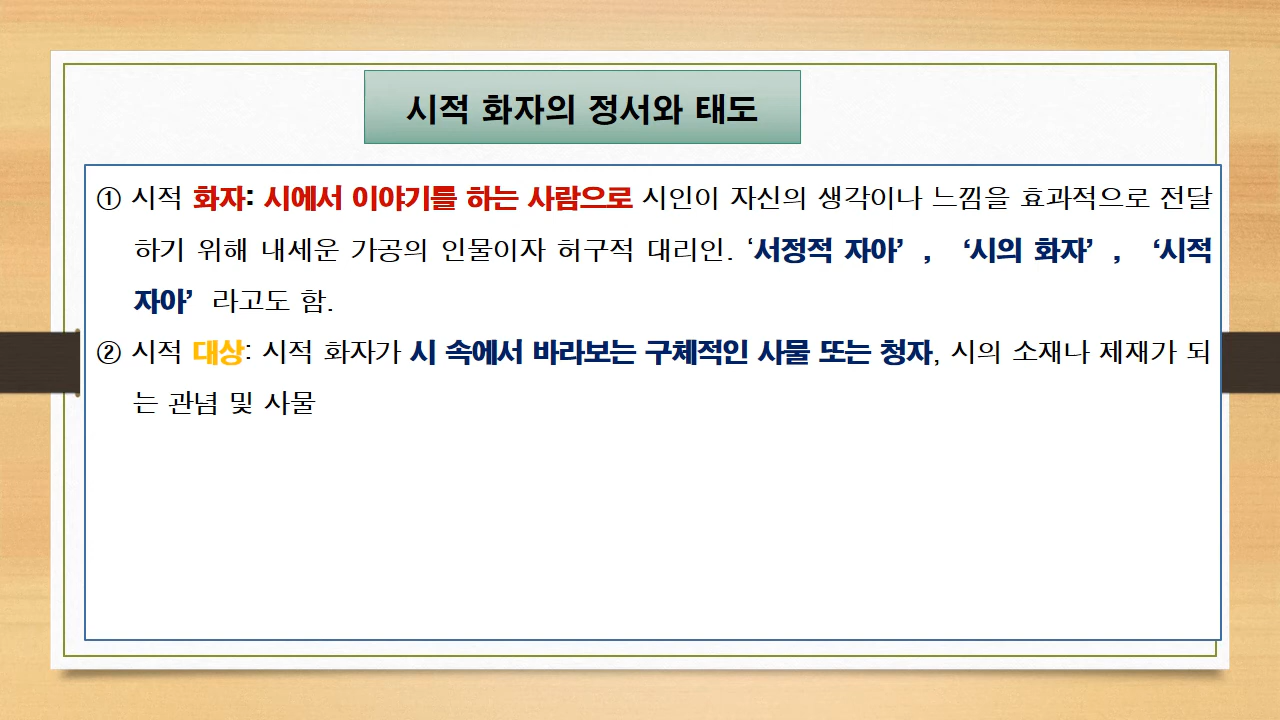 시적 화자의 정서와 태도
① 시적 화자: 시에서 이야기를 하는 사람으로 시인이 자신의 생각이나 느낌을 효과적으로 전달
하기 위해 내세운 가공의 인물이자 허구적 대리인. ‘서정적 자아’, ‘시의 화자’, ‘시적
자아’ 라고도 함.
② 시적 대상: 시적 화자가 시 속에서 바라보는 구체적인 사물 또는 청자, 시의 소재나 제재가 되
는 관념 및 사물